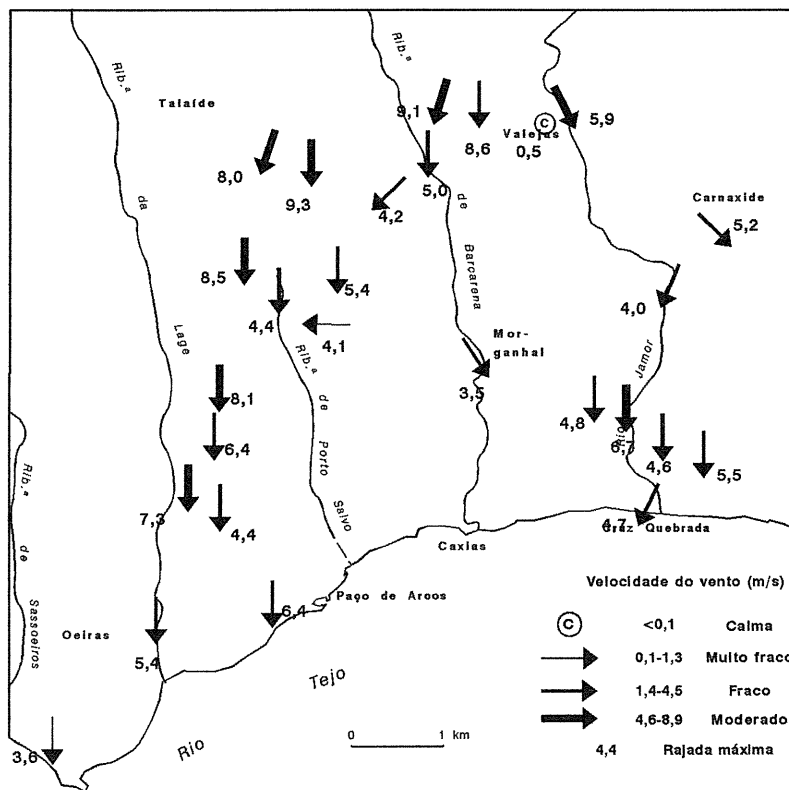 Rib.ª
da
Lage
Talaíde
Rib.ª
de
Barcarena
9,1
8,6
Valejas
0,5
C
5,9
8,0
9,3
5,0
4,2
Carnaxide
5,2
8,5
5,4
4,4
4,1
4,0
Rib.ª
de
Porto
Salvo
Mor-
ganhal
3,5
Rio
Jamor
8,1
6,4
4,8
6,7
4,6
5,5
7,3
4,4
4,7
Cruz Quebrada
Caxias
Rib.ª
de
Sassoeiros
Oeiras
5,4
6,4
Paço de Arcos
3,6
Rio
Tejo
0 1 km
Velocidade do vento (m/s)
C <0,1 Calma
0,1-1,3 Muito fraco
1,4-4,5 Fraco
4,6-8,9 Moderado
4,4 Rajada máxima